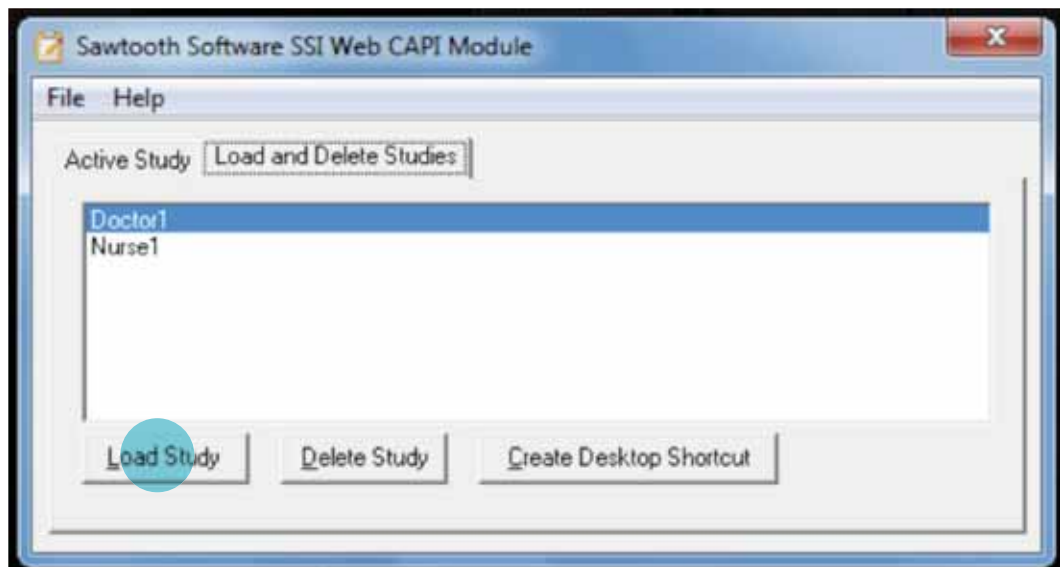 Sawtooth Software SSI Web CAPI Module
File Help
Active Study Load and Delete Studies
Doctor1
Nurse1
Load Study Delete Study Create Desktop Shortcut